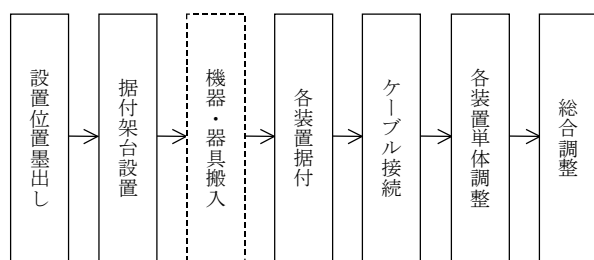 設置位置墨出し
据付架台設置
機器・器具搬入
各装置据付
ケーブル接続
各装置単体調整
総合調整